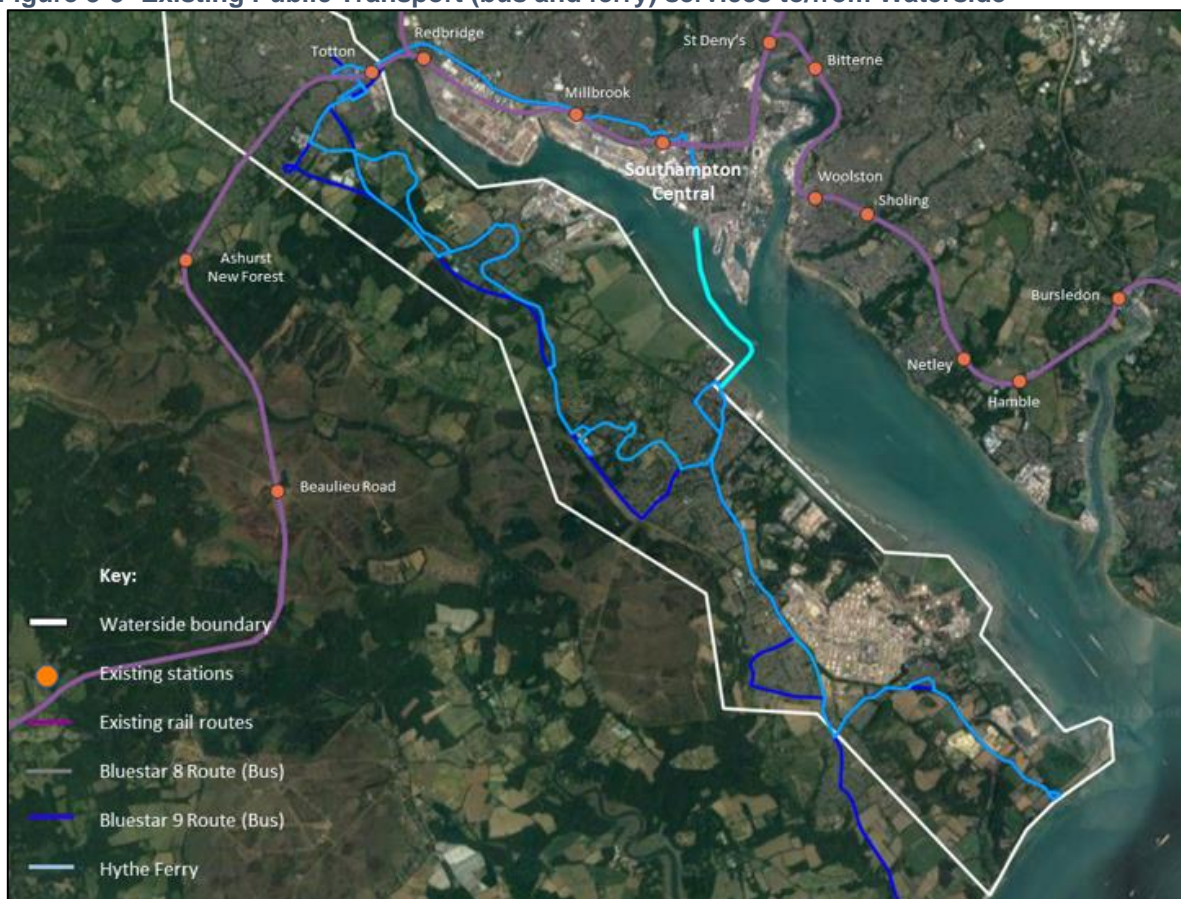 Figure 3-3 Existing Public Transport (bus and ferry) services to/from Waterside
Redbridge
St Deny's
Totton
Bitterne
Millbrook
Southampton
Central
Woolston
Sholing
Ashurst
New Forest
Bursledon
Netley
Hamble
Beaulieu Road
Key:
Waterside boundary
Existing stations
Existing rail routes
Bluestar 8 Route (Bus)
Bluestar 9 Route (Bus)
Hythe Ferry